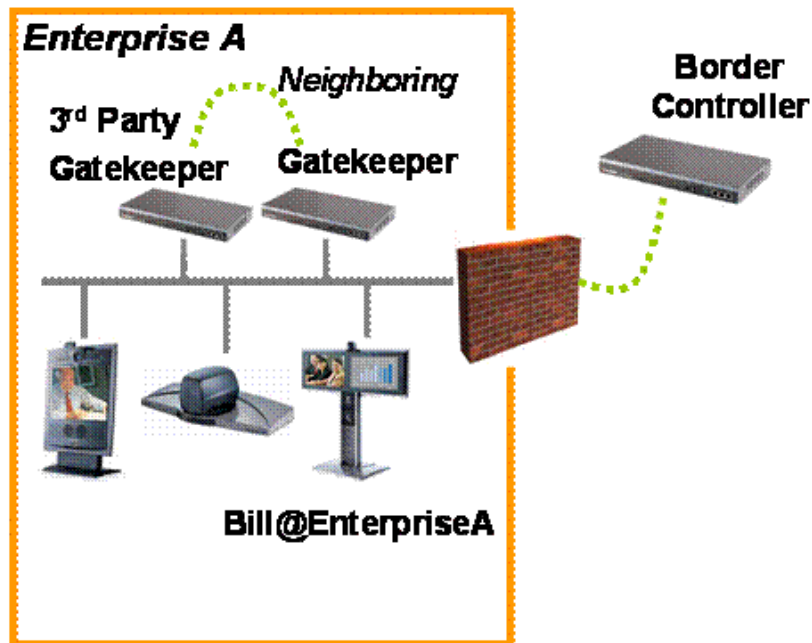 Enterprise A
Neighboring
3rd Party
Gatekeeper
Gatekeeper
Border
Controller
Bill@EnterpriseA